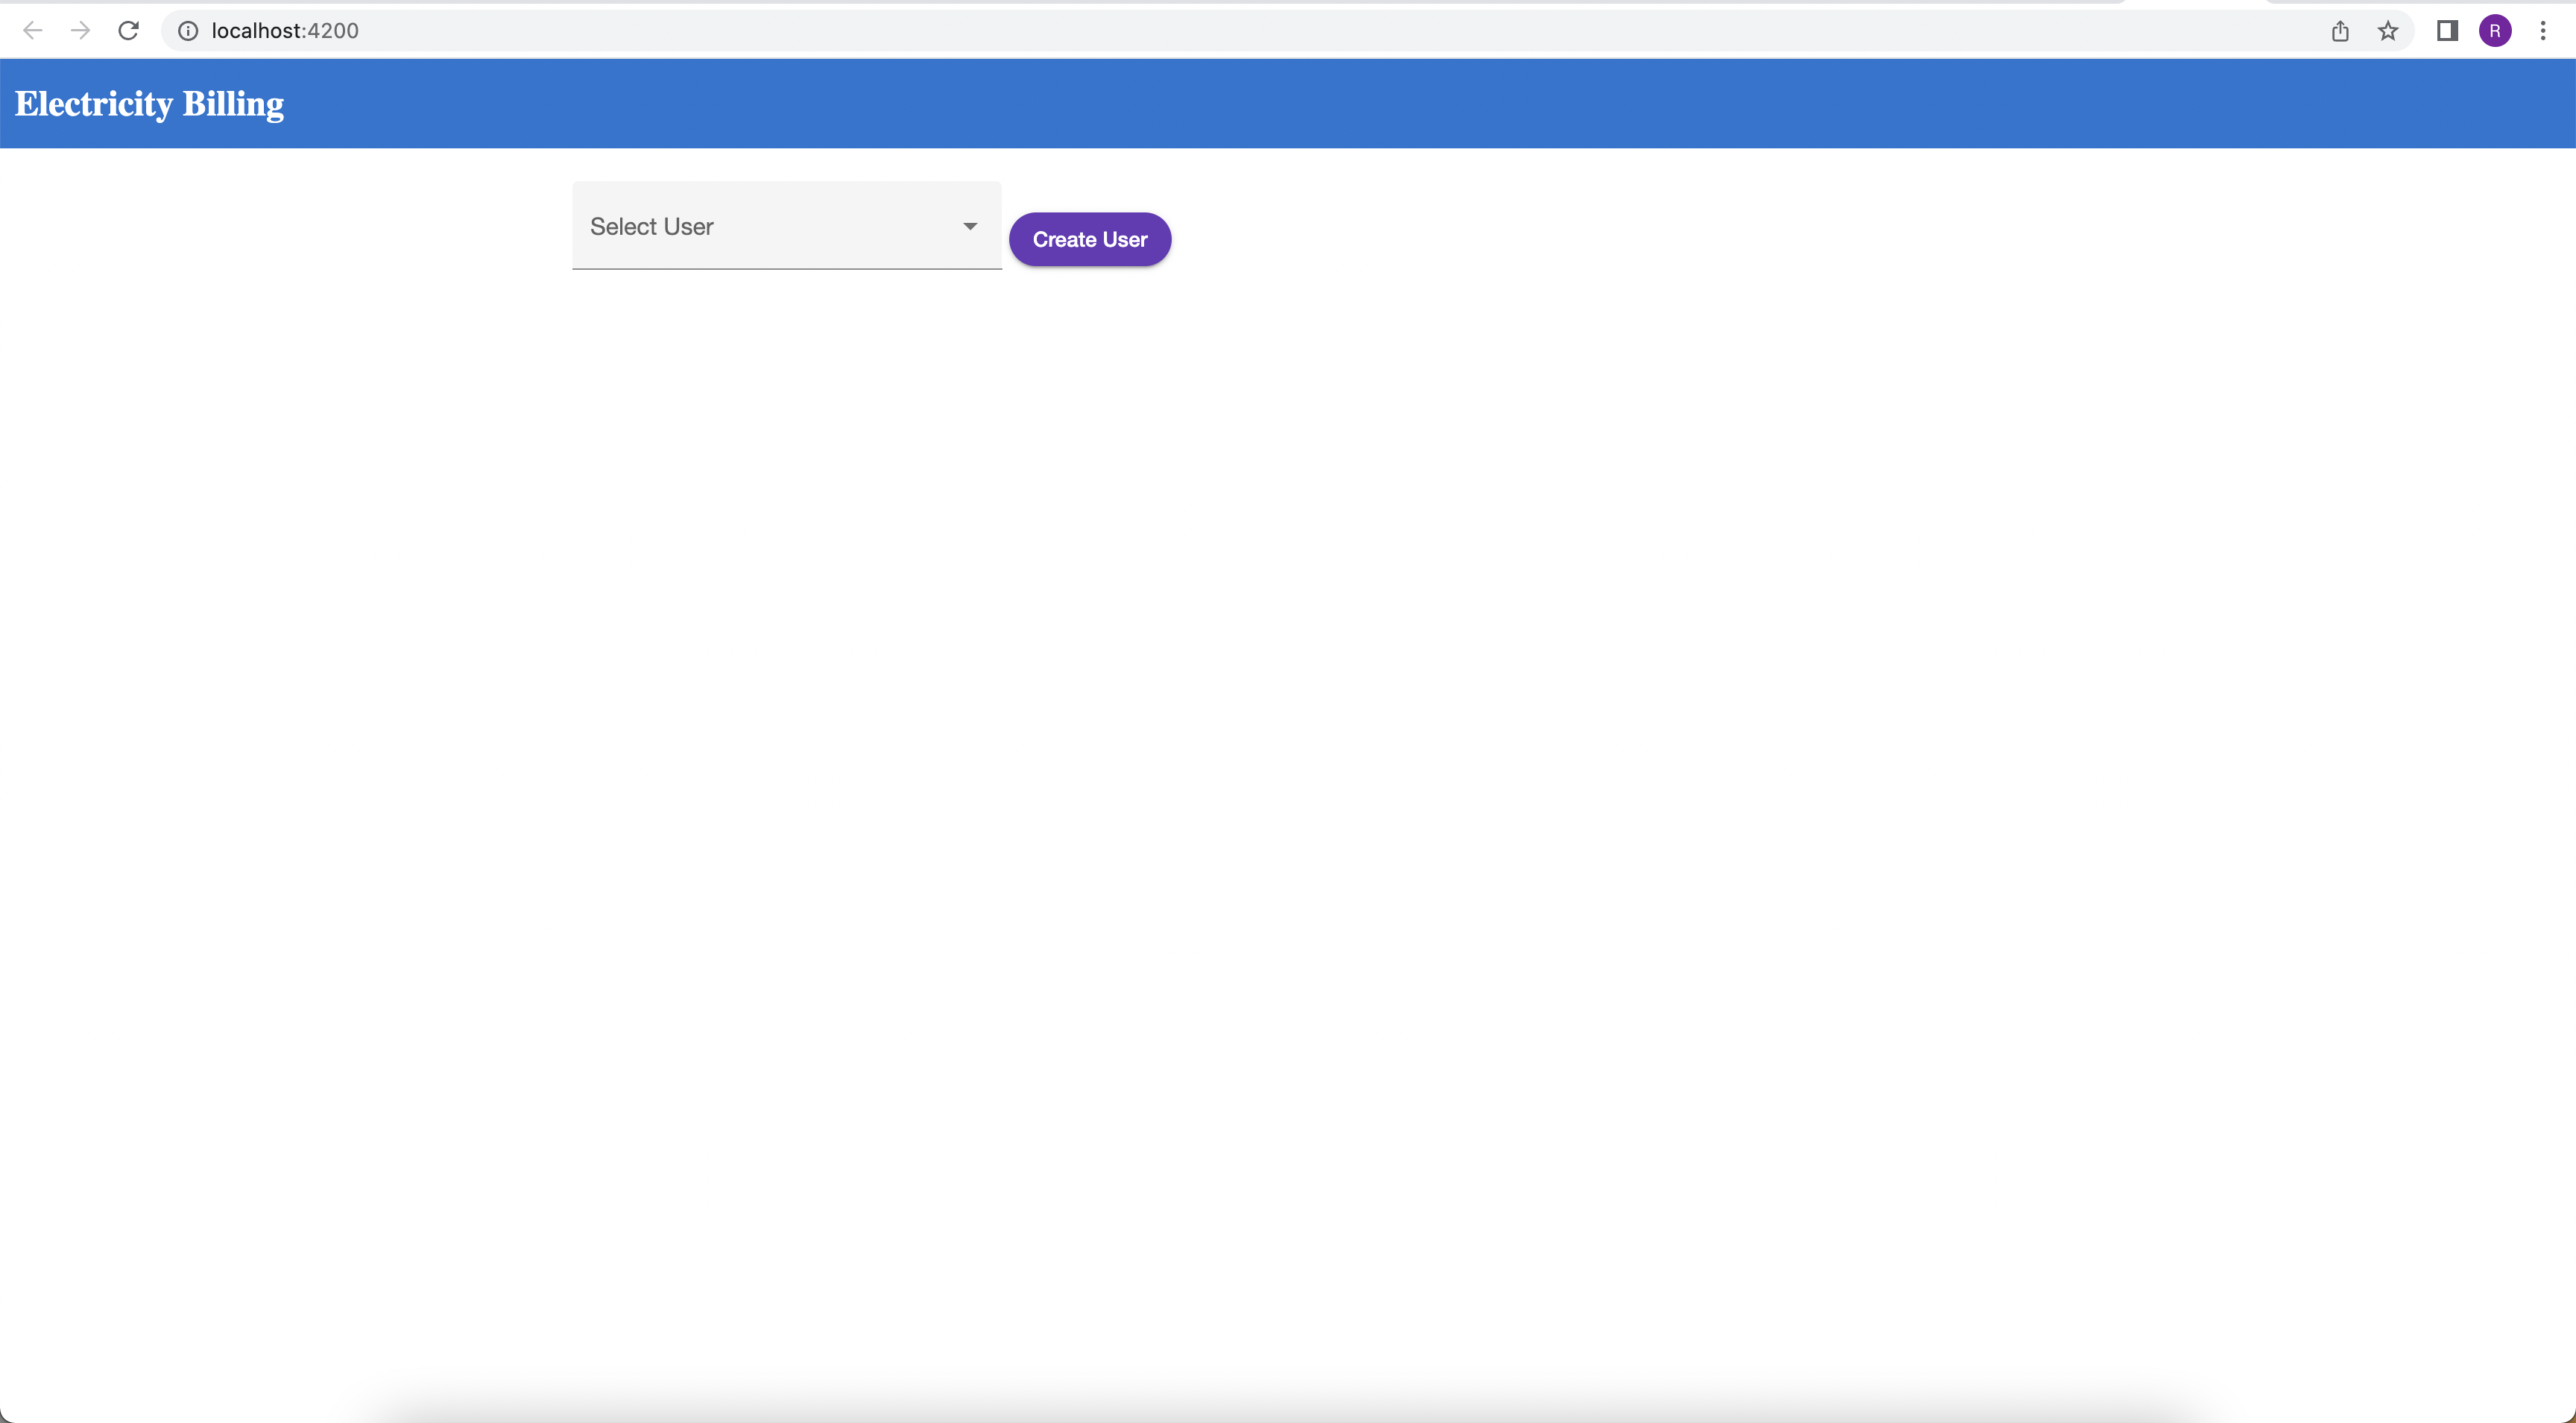 localhost:4200
R
Electricity Billing
Select User
Create User